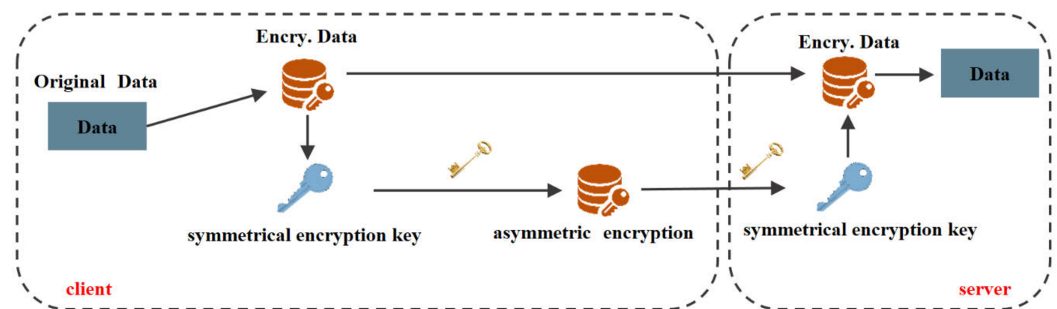 Encry. Data
Encry. Data
Original Data
Data
Data
symmetrical encryption key
asymmetric encryption
symmetrical encryption key
client
server